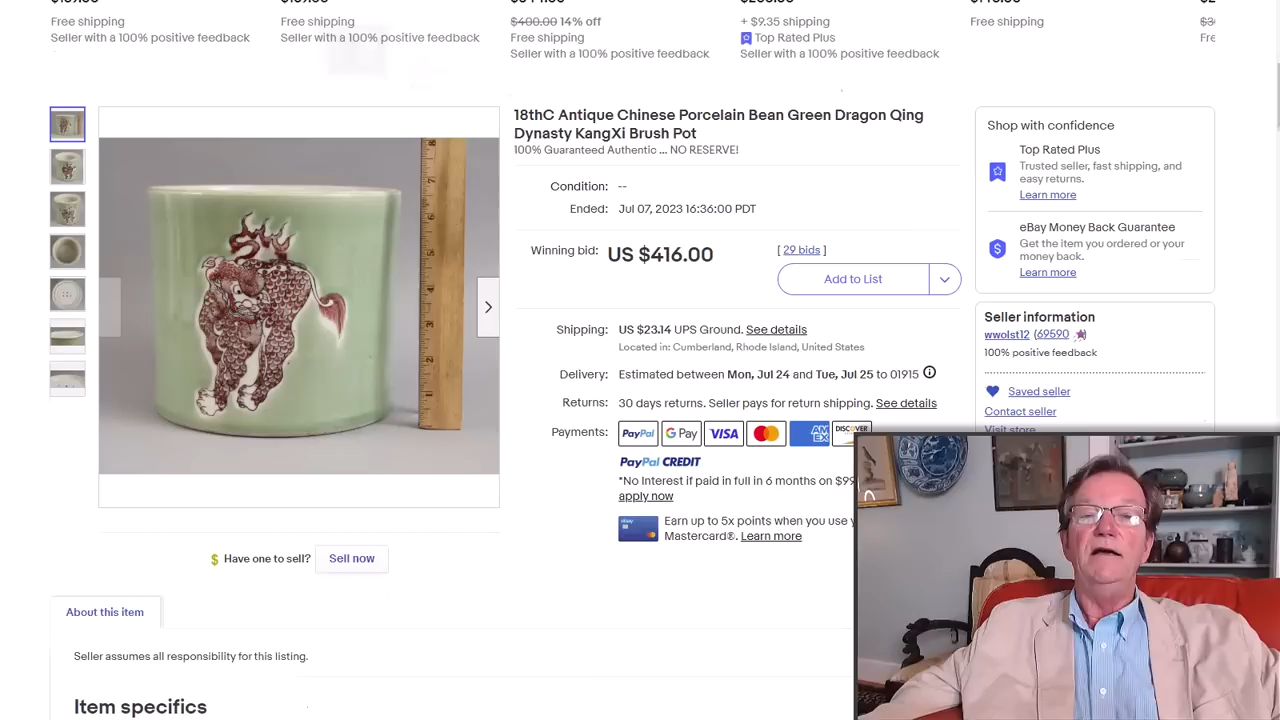 Free shipping
Seller with a 100% positive feedback
Free shipping
Seller with a 100% positive feedback
$400.00 14% off
Free shipping
Seller with a 100% positive feedback
+ $9.35 shipping
Top Rated Plus
Seller with a 100% positive feedback
Free shipping
18thC Antique Chinese Porcelain Bean Green Dragon Qing
Dynasty KangXi Brush Pot
100% Guaranteed Authentic ... NO RESERVE!
Condition: --
Ended: Jul 07, 2023 16:36:00 PDT
Winning bid: US $416.00 [ 29 bids ]
Add to List
Shipping: US $23.14 UPS Ground. See details
Located in: Cumberland, Rhode Island, United States
Delivery: Estimated between Mon, Jul 24 and Tue, Jul 25 to 01915
Returns: 30 days returns. Seller pays for return shipping. See details
Payments: PayPal G Pay VISA MasterCard AM EX DISCOVER
PayPal CREDIT
*No Interest if paid in full in 6 months on $99
apply now
Earn up to 5x points when you use
Mastercard®. Learn more
Shop with confidence
Top Rated Plus
Trusted seller, fast shipping, and
easy returns.
Learn more
eBay Money Back Guarantee
Get the item you ordered or your
money back.
Learn more
Seller information
wwolst12 (69590
100% positive feedback
Saved seller
Contact seller
Visit store
Have one to sell? Sell now
About this item
Seller assumes all responsibility for this listing.
Item specifics